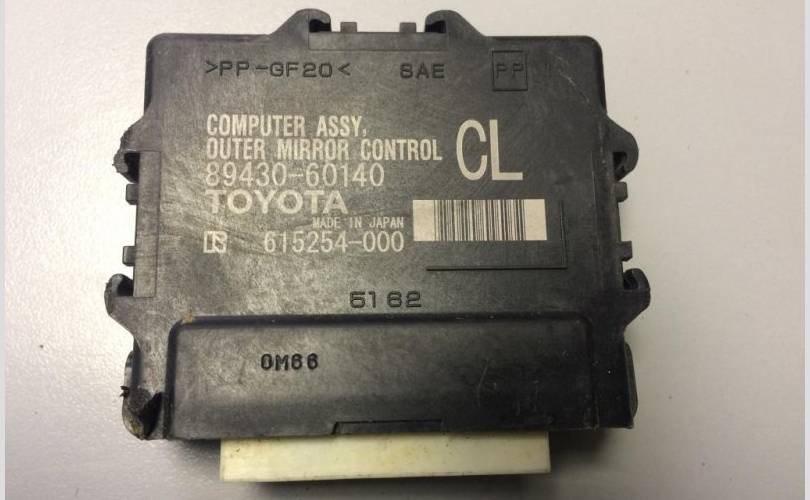 >PP-GF20< SAE PP
COMPUTER ASSY,
OUTER MIRROR CONTROL CL
89430-60140
TOYOTA
MADE IN JAPAN
615254-000
5162
0M66